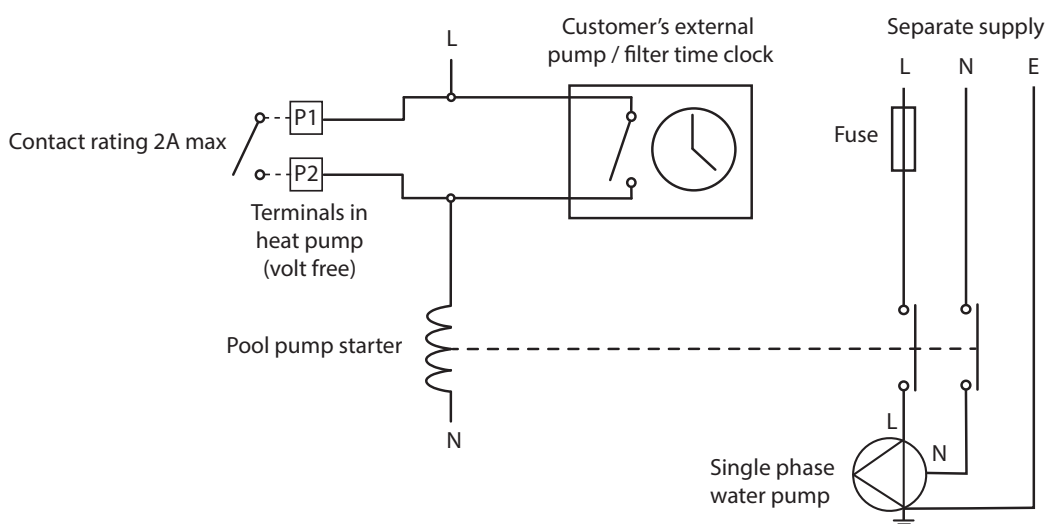 Customer’s external
pump / filter time clock
Separate supply
L
L
N
E
P1
Contact rating 2A max
Fuse
P2
Terminals in
heat pump
(volt free)
Pool pump starter
L
N
N
Single phase
water pump